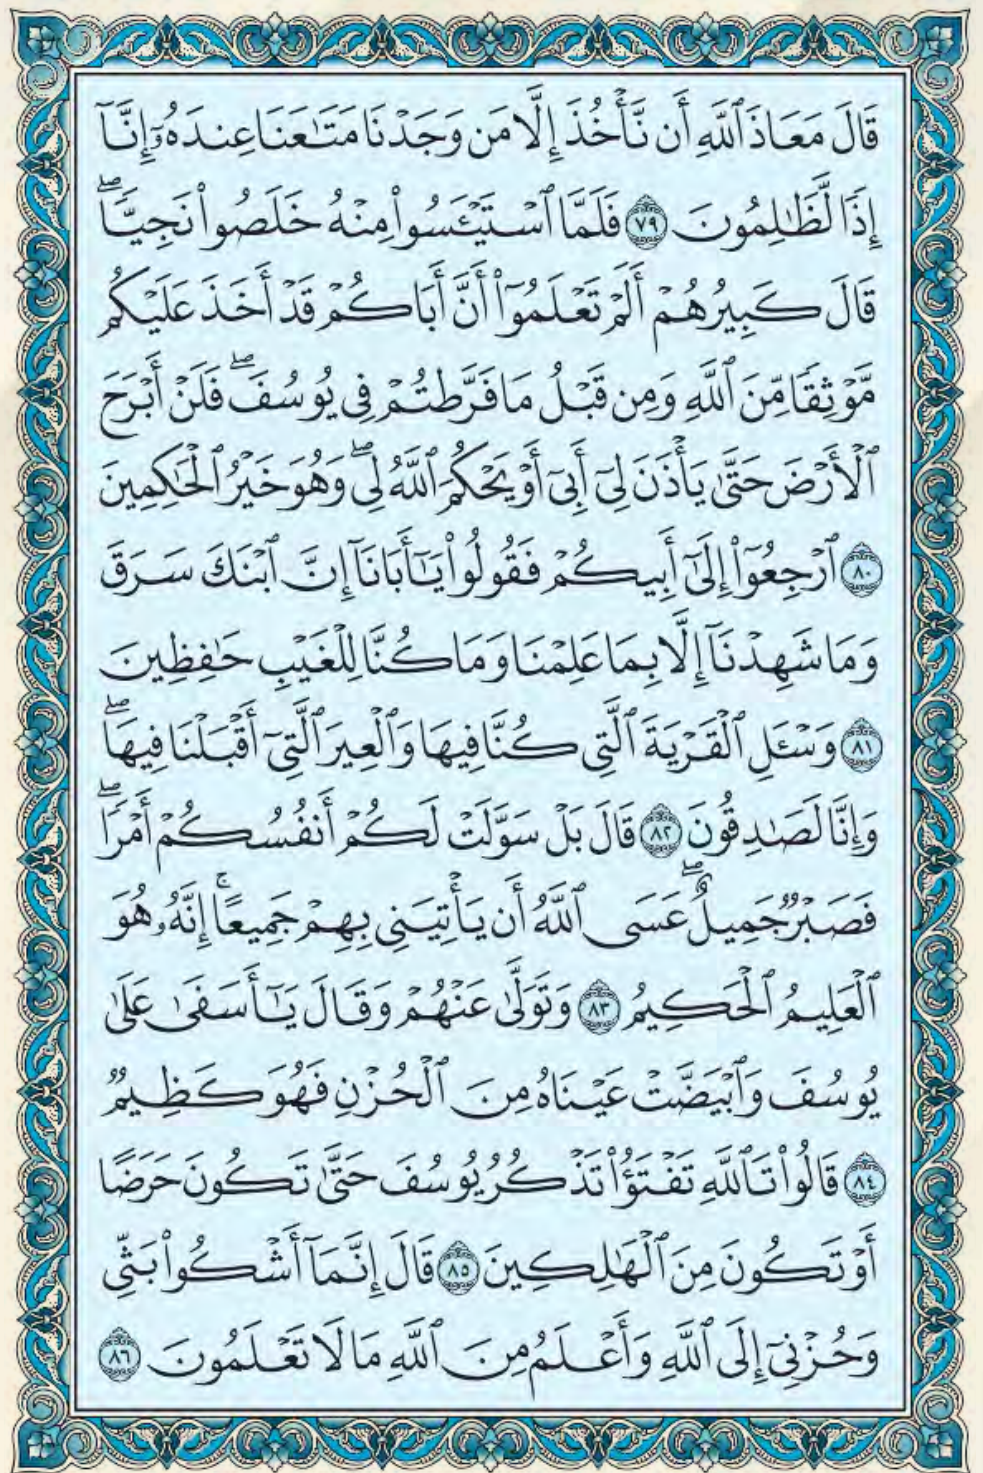 قَالَ مَعَاذَ ٱللَّهِ أَن نَّأۡخُذَ إِلَّا مَن وَجَدۡنَا مَتَٰعَنَا عِندَهُۥٓ إِنَّآ
إِذٗا لَّظَٰلِمُونَ ٧٩ فَلَمَّا ٱسۡتَيۡـَٔسُواْ مِنۡهُ خَلَصُواْ نَجِيّٗاۖ
قَالَ كَبِيرُهُمۡ أَلَمۡ تَعۡلَمُوٓاْ أَنَّ أَبَاكُمۡ قَدۡ أَخَذَ عَلَيۡكُم
مَّوۡثِقٗا مِّنَ ٱللَّهِ وَمِن قَبۡلُ مَا فَرَّطتُمۡ فِي يُوسُفَۖ فَلَنۡ أَبۡرَحَ
ٱلۡأَرۡضَ حَتَّىٰ يَأۡذَنَ لِيٓ أَبِيٓ أَوۡ يَحۡكُمَ ٱللَّهُ لِيۖ وَهُوَ خَيۡرُ ٱلۡحَٰكِمِينَ
٨٠ ٱرۡجِعُوٓاْ إِلَىٰٓ أَبِيكُمۡ فَقُولُواْ يَٰٓأَبَانَآ إِنَّ ٱبۡنَكَ سَرَقَ
وَمَا شَهِدۡنَآ إِلَّا بِمَا عَلِمۡنَا وَمَا كُنَّا لِلۡغَيۡبِ حَٰفِظِينَ
٨١ وَسۡـَٔلِ ٱلۡقَرۡيَةَ ٱلَّتِي كُنَّا فِيهَا وَٱلۡعِيرَ ٱلَّتِيٓ أَقۡبَلۡنَا فِيهَاۖ
وَإِنَّا لَصَٰدِقُونَ ٨٢ قَالَ بَلۡ سَوَّلَتۡ لَكُمۡ أَنفُسُكُمۡ أَمۡرٗاۖ
فَصَبۡرٞ جَمِيلٌۖ عَسَى ٱللَّهُ أَن يَأۡتِيَنِي بِهِمۡ جَمِيعًاۚ إِنَّهُۥ هُوَ
ٱلۡعَلِيمُ ٱلۡحَكِيمُ ٨٣ وَتَوَلَّىٰ عَنۡهُمۡ وَقَالَ يَٰٓأَسَفَىٰ عَلَىٰ
يُوسُفَ وَٱبۡيَضَّتۡ عَيۡنَاهُ مِنَ ٱلۡحُزۡنِ فَهُوَ كَظِيمٞ
٨٤ قَالُواْ تَٱللَّهِ تَفۡتَؤُاْ تَذۡكُرُ يُوسُفَ حَتَّىٰ تَكُونَ حَرَضًا
أَوۡ تَكُونَ مِنَ ٱلۡهَٰلِكِينَ ٨٥ قَالَ إِنَّمَآ أَشۡكُواْ بَثِّي
وَحُزۡنِيٓ إِلَى ٱللَّهِ وَأَعۡلَمُ مِنَ ٱللَّهِ مَا لَا تَعۡلَمُونَ ٨٦